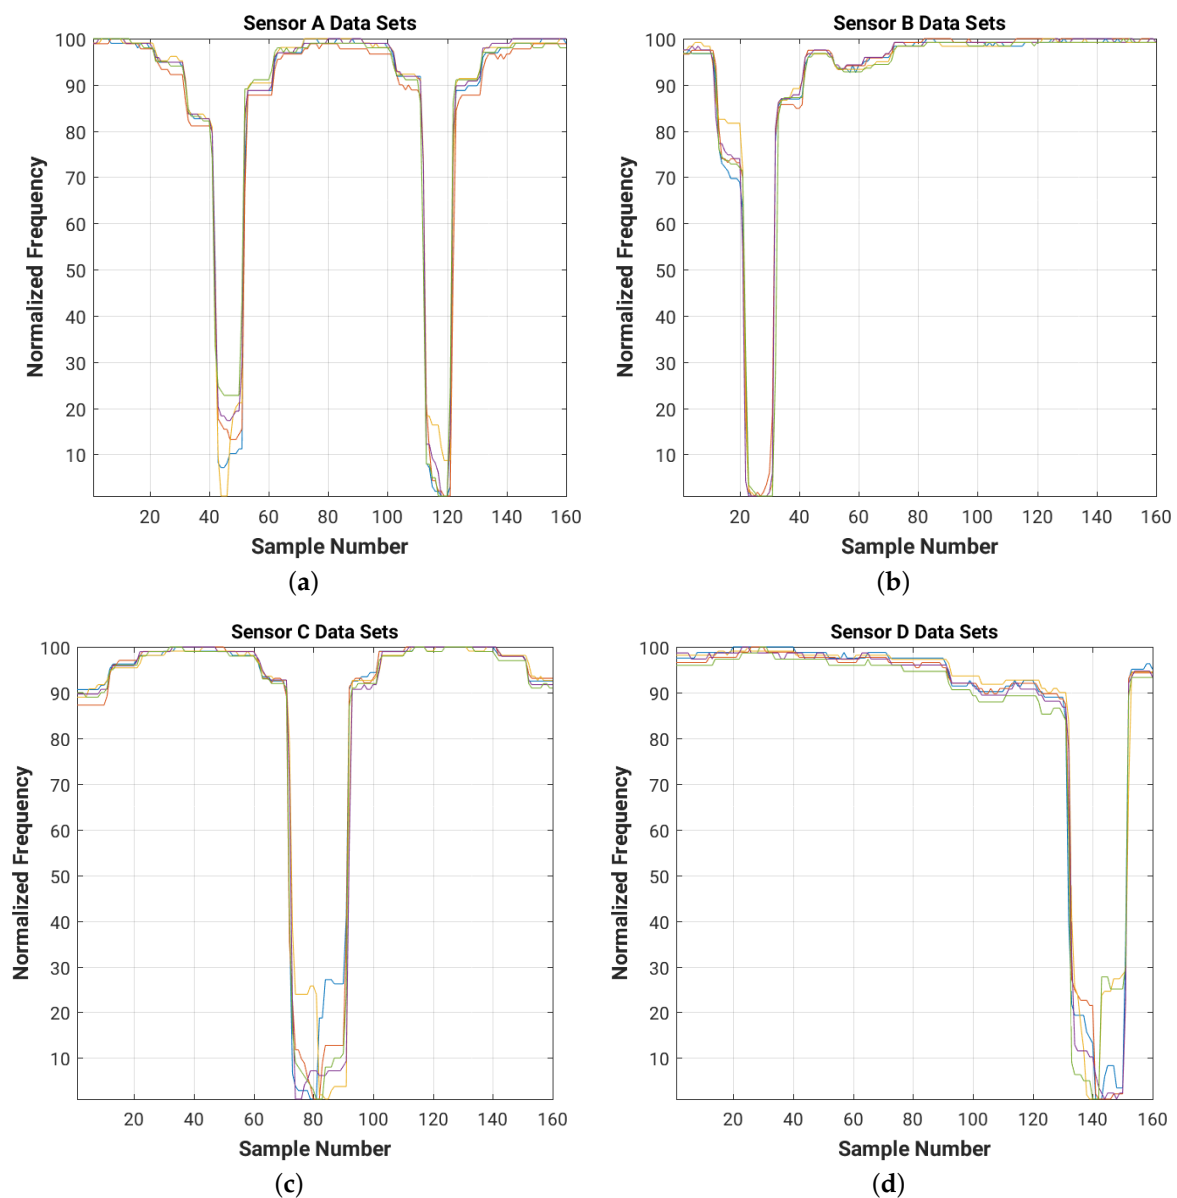 Sensor A Data Sets
100
90
80
70
60
50
40
30
20
10
Normalized Frequency
20 40 60 80 100 120 140 160
Sample Number
(a)
Sensor B Data Sets
100
90
80
70
60
50
40
30
20
10
Normalized Frequency
20 40 60 80 100 120 140 160
Sample Number
(b)
Sensor C Data Sets
100
90
80
70
60
50
40
30
20
10
Normalized Frequency
20 40 60 80 100 120 140 160
Sample Number
(c)
Sensor D Data Sets
100
90
80
70
60
50
40
30
20
10
Normalized Frequency
20 40 60 80 100 120 140 160
Sample Number
(d)